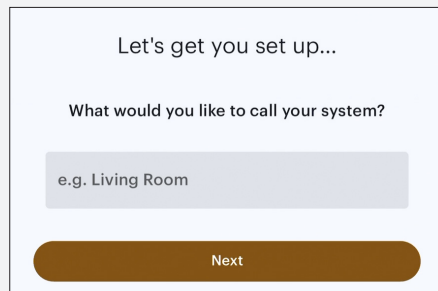 Let's get you set up...
What would you like to call your system?
e.g. Living Room
Next